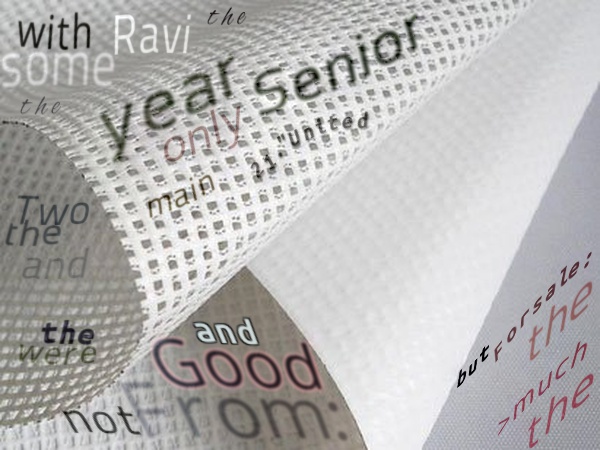 with Ravi the
some
the
year senior
only
21."United
main
Two
the
and
the
were
and
Good
From:
not
but
Forsale:
the
>much
the